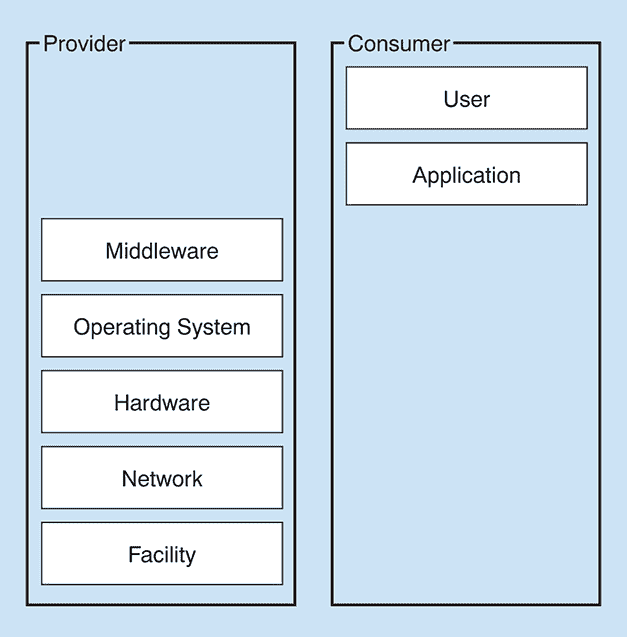 Provider
Middleware
Operating System
Hardware
Network
Facility
Consumer
User
Application